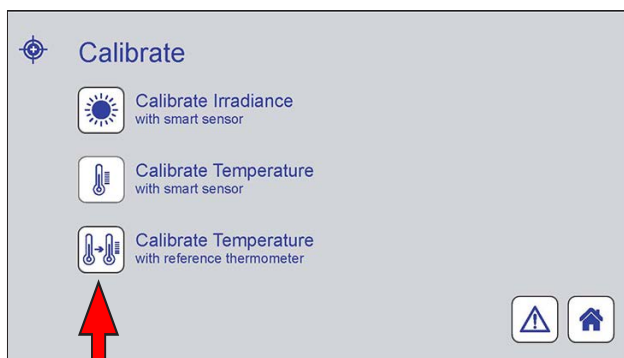 Calibrate
Calibrate Irradiance
with smart sensor
Calibrate Temperature
with smart sensor
Calibrate Temperature
with reference thermometer